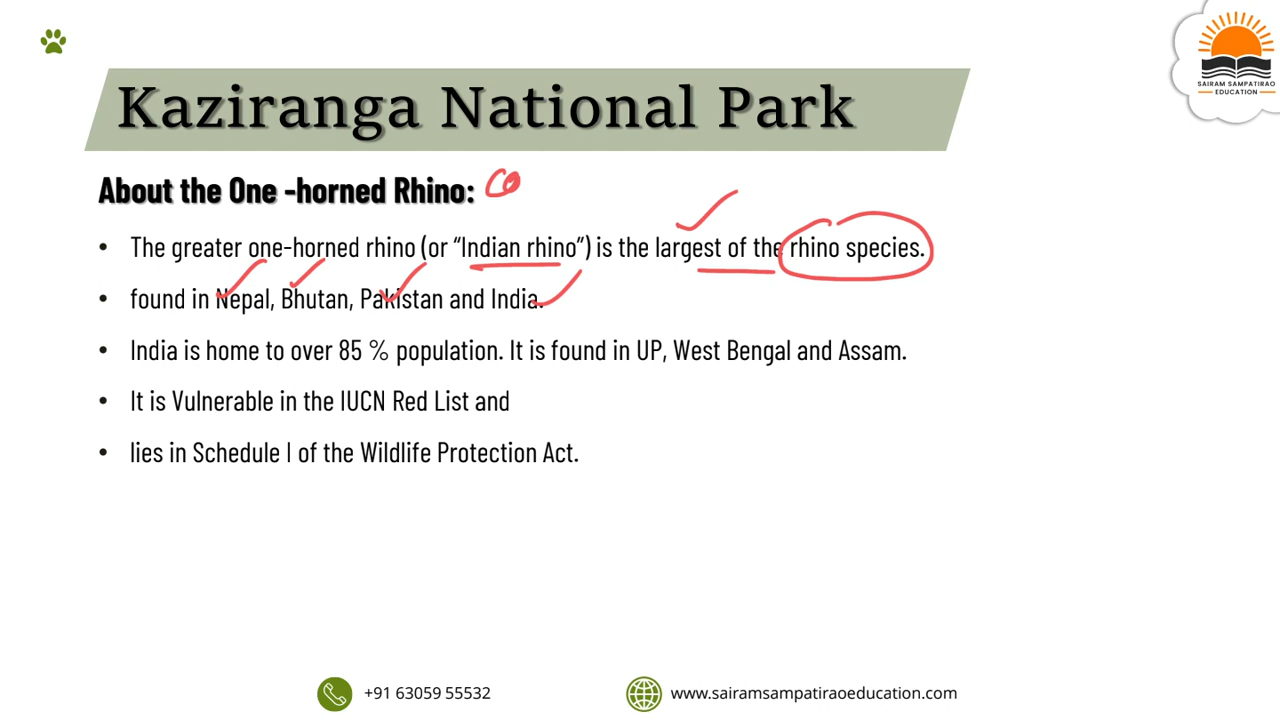 SAIRAM SAMPATIRAO
EDUCATION
Kaziranga National Park
About the One -horned Rhino:
• The greater one-horned rhino (or “Indian rhino”) is the largest of the rhino species.
• found in Nepal, Bhutan, Pakistan and India.
• India is home to over 85 % population. It is found in UP, West Bengal and Assam.
• It is Vulnerable in the IUCN Red List and
• lies in Schedule I of the Wildlife Protection Act.
+91 63059 55532
www.sairamsampatiraoeducation.com